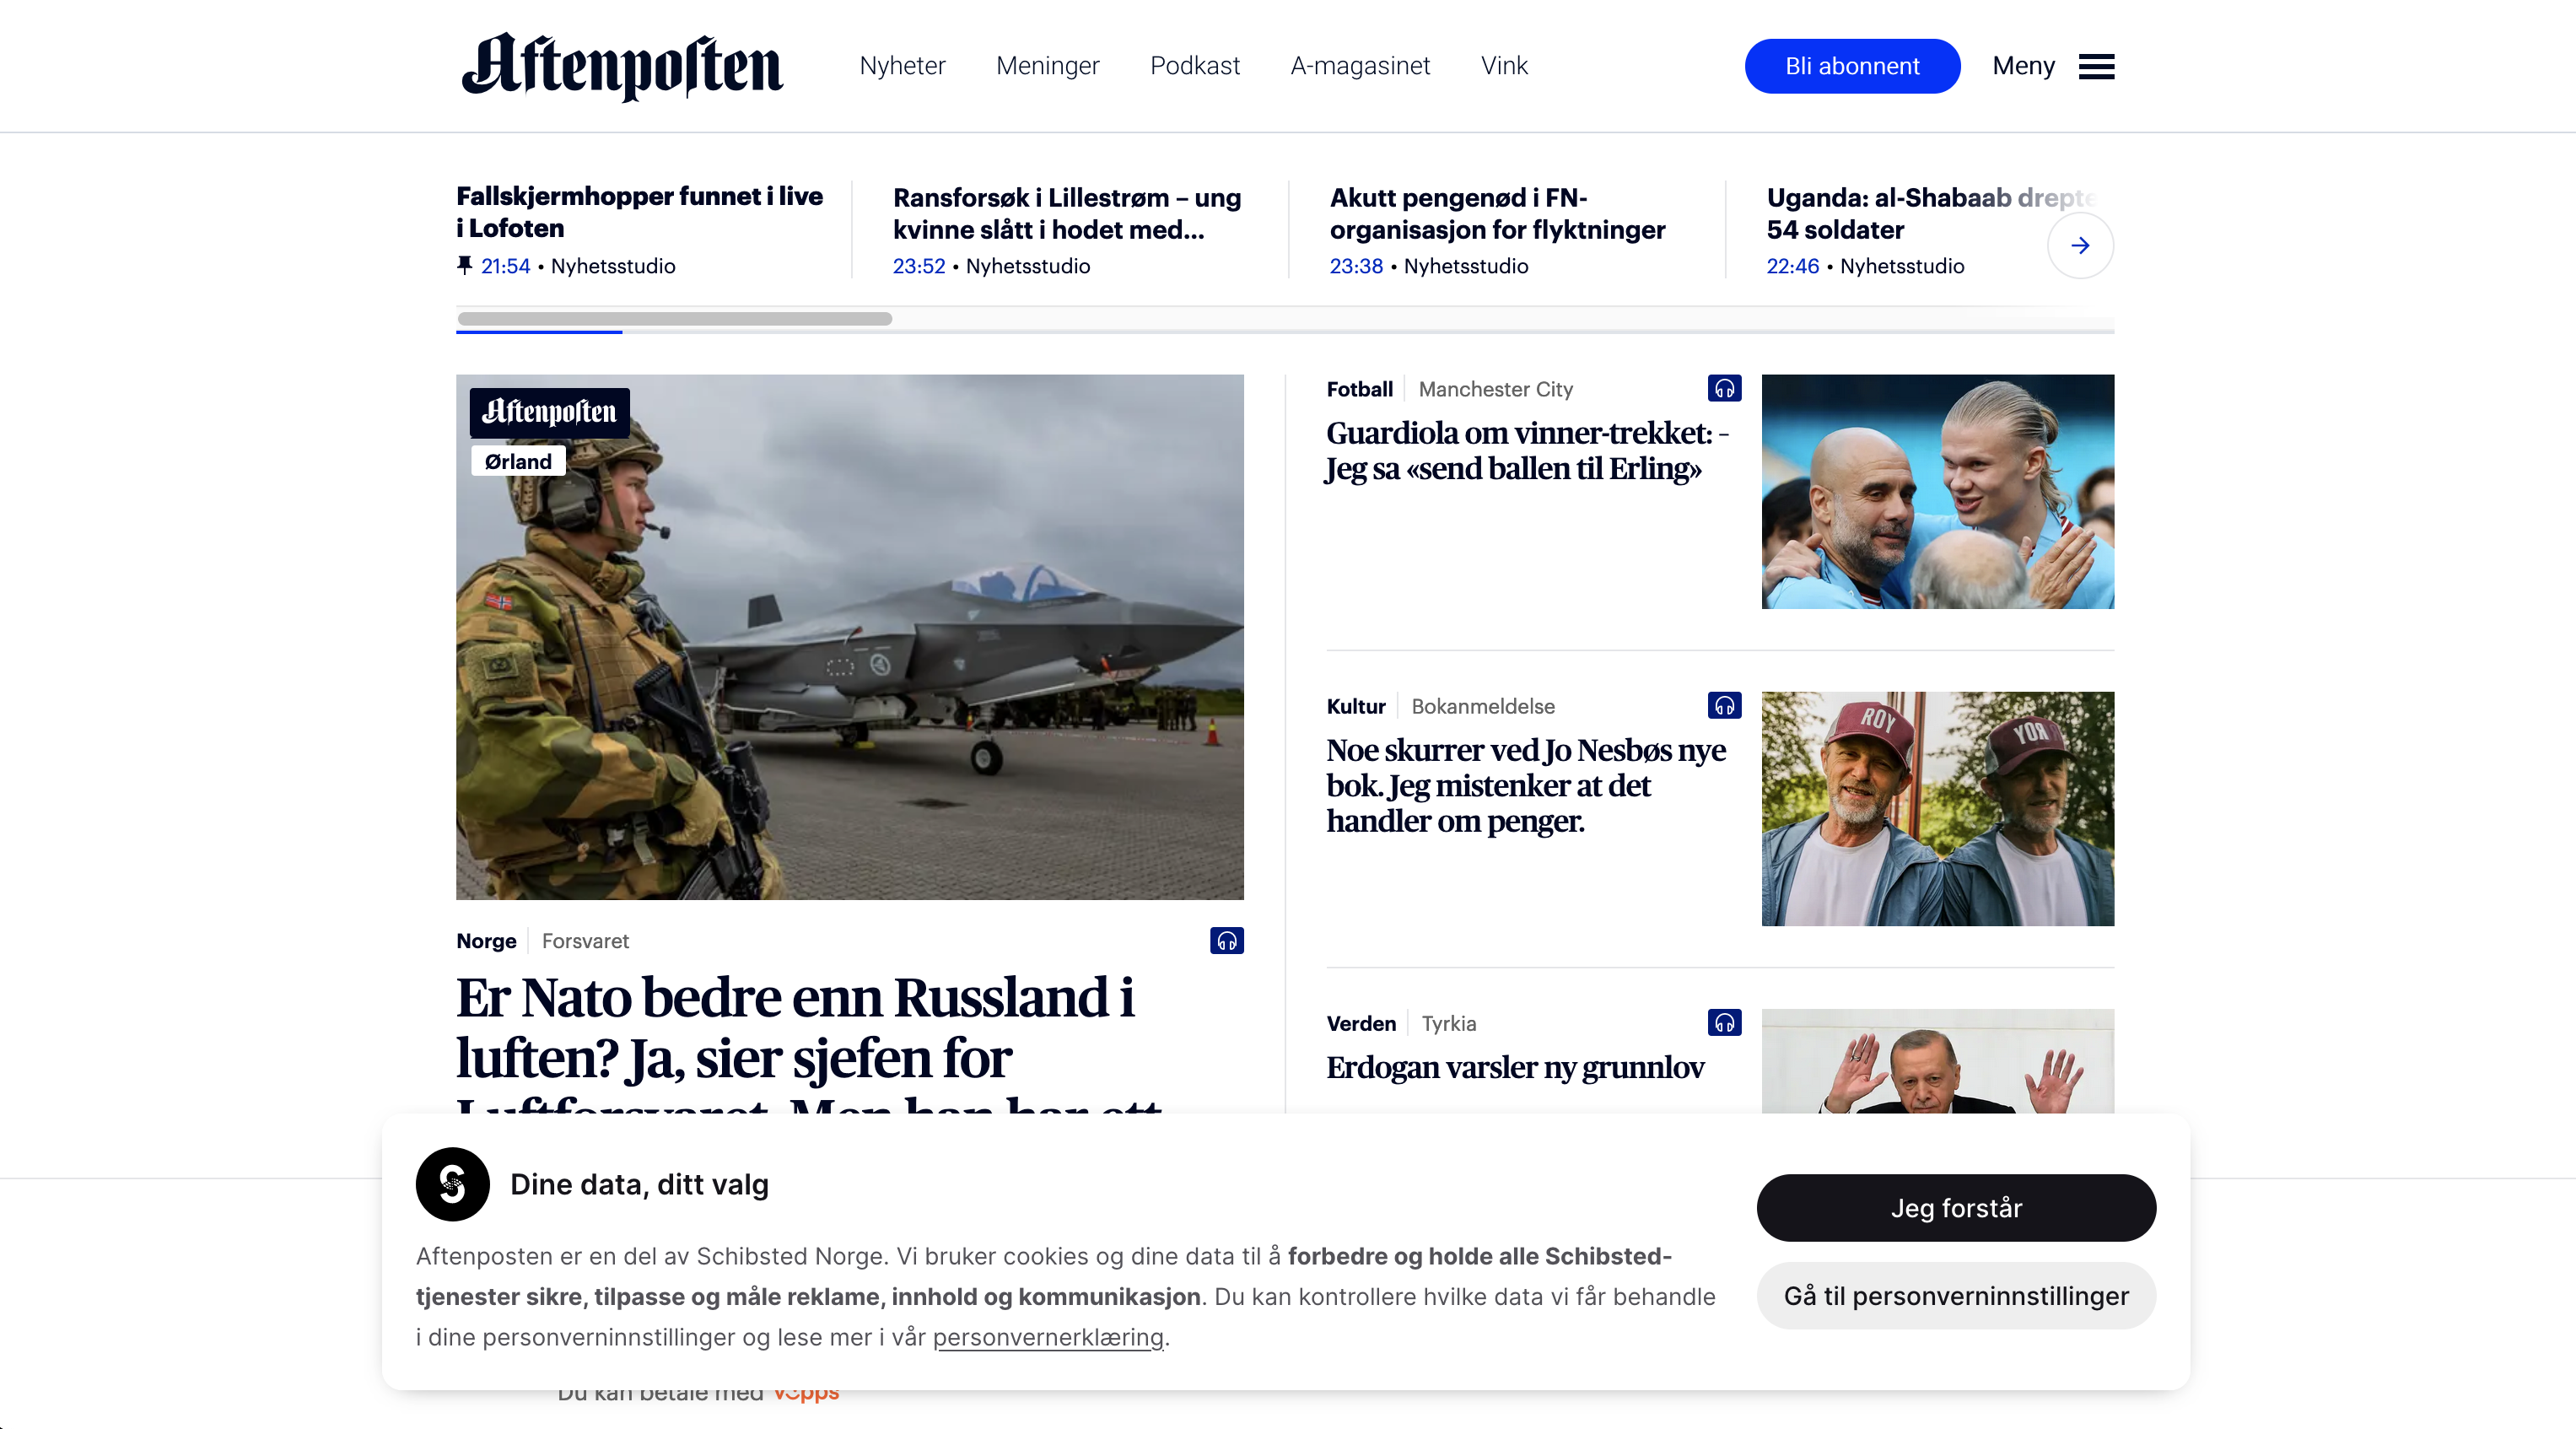 Aftenposten
Nyheter
Meninger
Podkast
A-magasinet
Vink
Bli abonnent
Meny
Fallskjermhopper funnet i live
i Lofoten
21:54 • Nyhetsstudio
Ransforsøk i Lillestrøm – ung
kvinne slått i hodet med...
23:52 • Nyhetsstudio
Akutt pengenød i FN-
organisasjon for flyktninger
23:38 • Nyhetsstudio
Uganda: al-Shabaab drepte
54 soldater
22:46 • Nyhetsstudio
Aftenposten
Ørland
Norge
Forsvaret
Er Nato bedre enn Russland i
luften? Ja, sier sjefen for
Luftforsvaret. Men han har ett
Fotball
Manchester City
Guardiola om vinner-trekket: –
Jeg sa «send ballen til Erling»
Kultur
Bokanmeldelse
Noe skurrer ved Jo Nesbøs nye
bok. Jeg mistenker at det
handler om penger.
ROY
ROY
Verden
Tyrkia
Erdogan varsler ny grunnlov
Dine data, ditt valg
Aftenposten er en del av Schibsted Norge. Vi bruker cookies og dine data til å forbedre og holde alle Schibsted-
tjenester sikre, tilpasse og måle reklame, innhold og kommunikasjon. Du kan kontrollere hvilke data vi får behandle
i dine personverninnstillinger og lese mer i vår personvernerklæring.
Jeg forstår
Gå til personverninnstillinger
Du kan betale med vipps